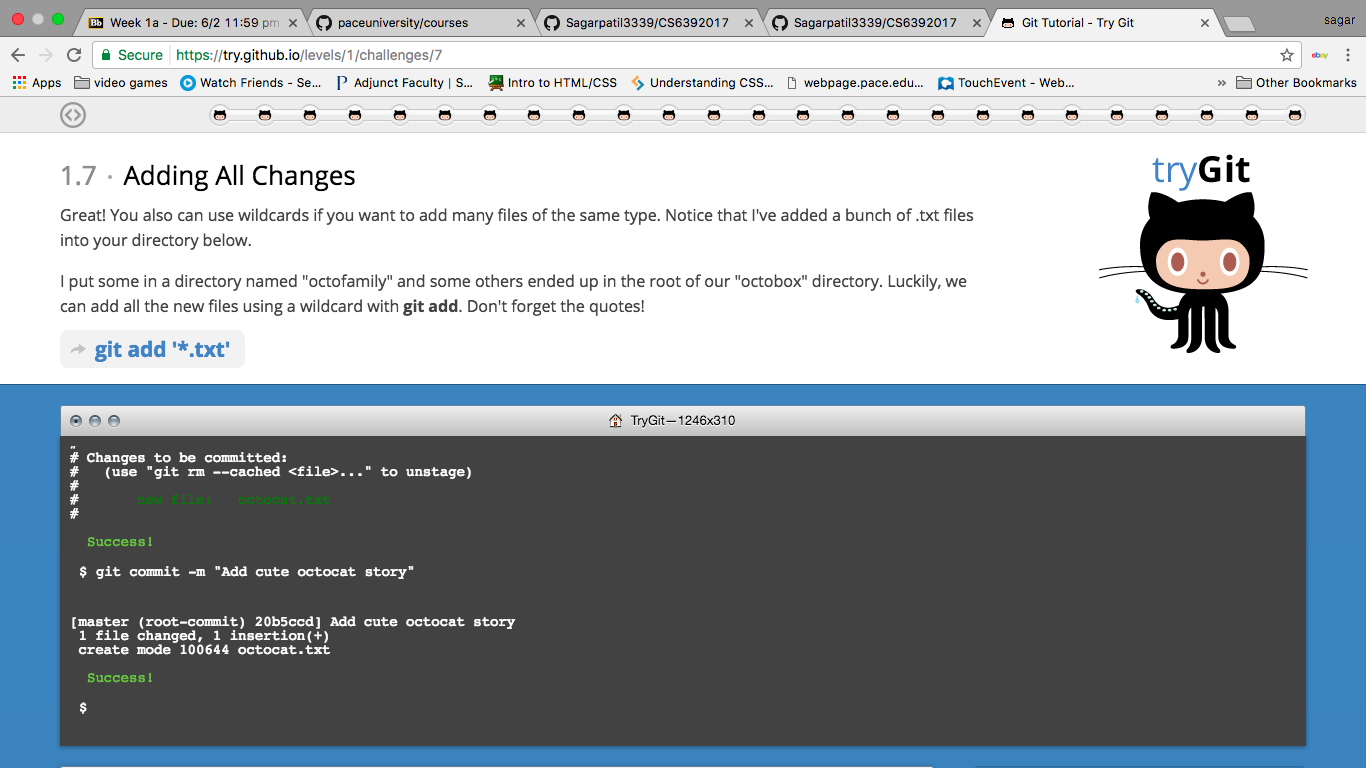 Week 1a - Due: 6/2 11:59 pm
paceuniversity/courses
Sagarpatil3339/CS6392017
Sagarpatil3339/CS6392017
Git Tutorial - Try Git
sagar
Secure https://try.github.io/levels/1/challenges/7
ebay
Apps video games Watch Friends - Se... Adjunct Faculty | S... Intro to HTML/CSS Understanding CSS... webpage.pace.edu... TouchEvent - Web... » Other Bookmarks
tryGit
1.7 · Adding All Changes
Great! You also can use wildcards if you want to add many files of the same type. Notice that I've added a bunch of .txt files
into your directory below.
I put some in a directory named "octofamily" and some others ended up in the root of our "octobox" directory. Luckily, we
can add all the new files using a wildcard with git add. Don't forget the quotes!
git add '*.txt'
TryGit—1246x310
# Changes to be committed:
#   (use "git rm --cached <file>..." to unstage)
#
#       new file:   octocat.txt
#
Success!
$ git commit -m "Add cute octocat story"
[master (root-commit) 20b5ccd] Add cute octocat story
1 file changed, 1 insertion(+)
create mode 100644 octocat.txt
Success!
$